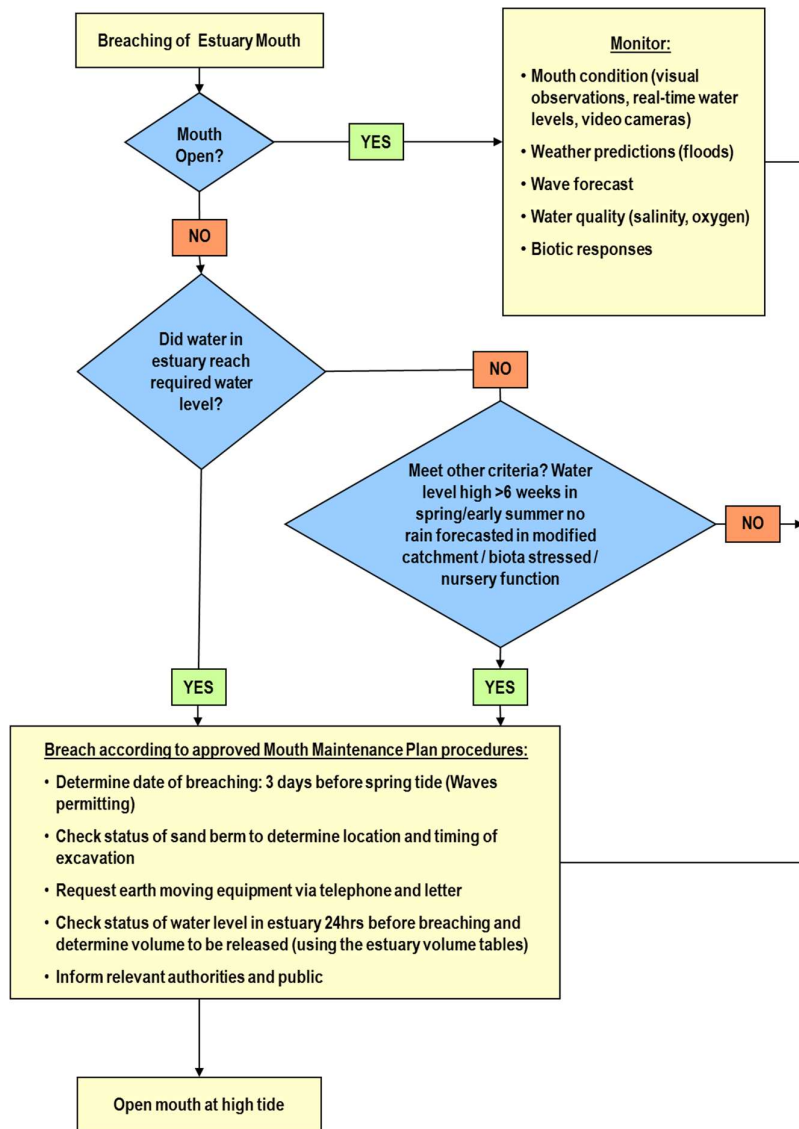 Breaching of Estuary Mouth
Monitor:
• Mouth condition (visual
observations, real-time water
levels, video cameras)
• Weather predictions (floods)
• Wave forecast
• Water quality (salinity, oxygen)
• Biotic responses
Mouth
Open?
YES
NO
Did water in
estuary reach
required water
level?
NO
Meet other criteria? Water
level high >6 weeks in
spring/early summer no
rain forecasted in modified
catchment / biota stressed /
nursery function
NO
YES
YES
Breach according to approved Mouth Maintenance Plan procedures:
• Determine date of breaching: 3 days before spring tide (Waves
permitting)
• Check status of sand berm to determine location and timing of
excavation
• Request earth moving equipment via telephone and letter
• Check status of water level in estuary 24hrs before breaching and
determine volume to be released (using the estuary volume tables)
• Inform relevant authorities and public
Open mouth at high tide